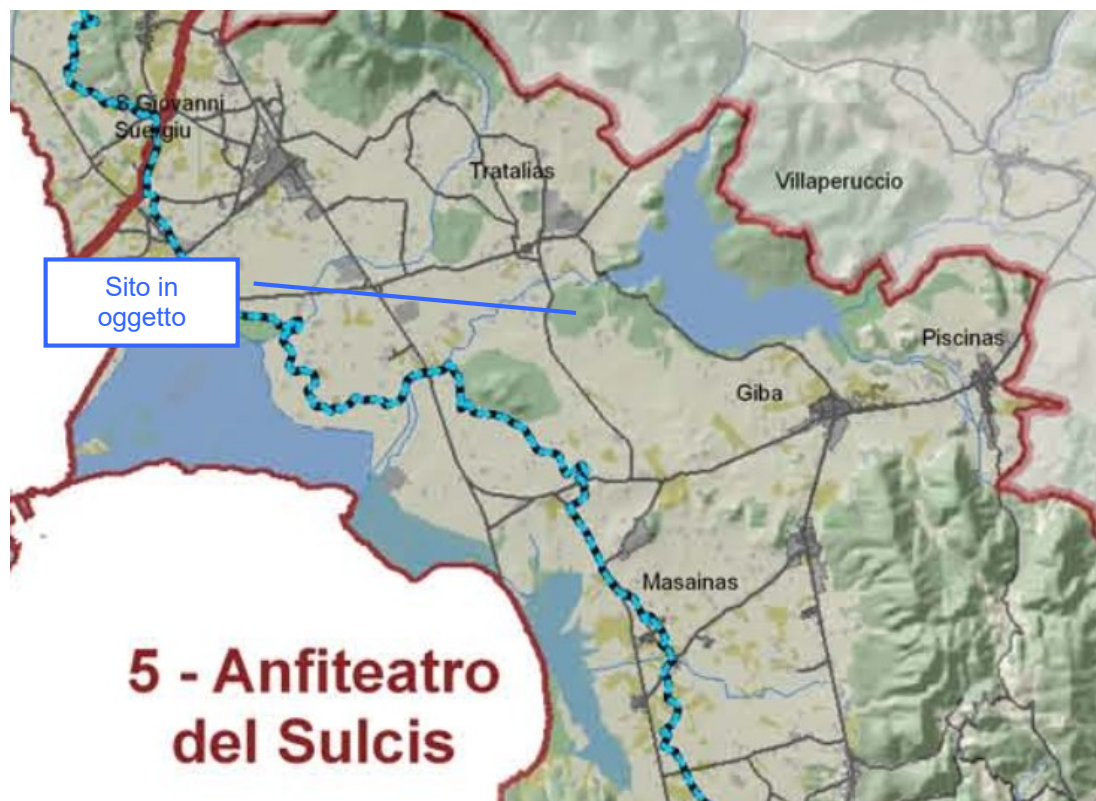 S.Giovanni
Suergiu
Tratalias
Villaperuccio
Sito in
oggetto
Piscinas
Giba
Masainas
5 - Anfiteatro
del Sulcis